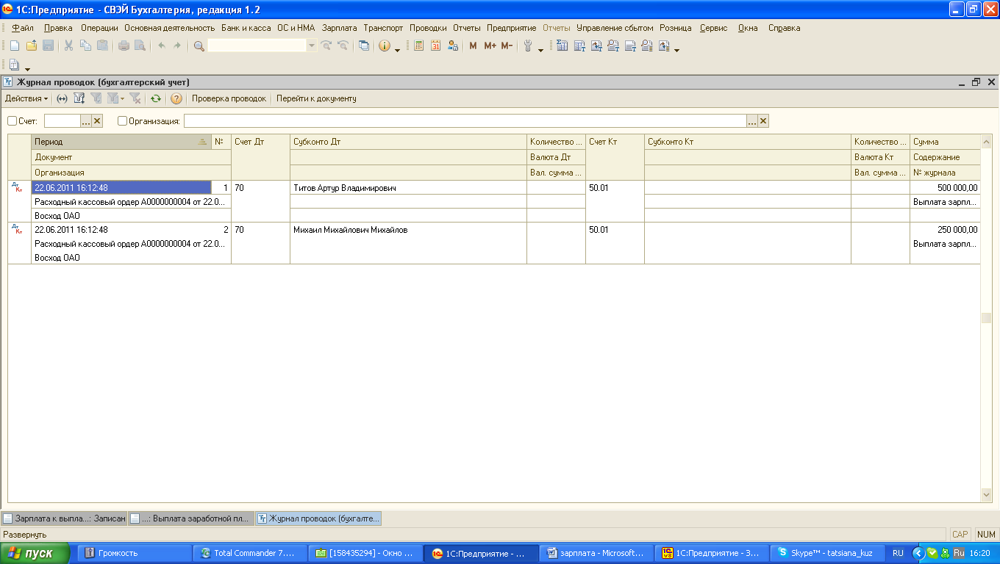 1С:Предприятие - СВЭЙ Бухгалтерия, редакция 1.2
Файл Правка Операции Основная деятельность Банк и касса ОС и НМА Зарплата Транспорт Проводки Отчеты Предприятие Отчеты Управление сбытом Розница Сервис Окна Справка
M M+ M-
Журнал проводок (бухгалтерский учет)
Действия Проверка проводок Перейти к документу
Счет: ... Организация: ...
Период № Счет Дт Субконто Дт Количество ... Счет Кт Субконто Кт Количество ... Сумма
Документ Валюта Дт Валюта Кт Содержание
Организация Вал. сумма ... Вал. сумма ... № журнала
22.06.2011 16:12:48 1 70 Титов Артур Владимирович 50.01 500 000,00
Расходный кассовый ордер А0000000004 от 22.0... Выплата зарпл...
Восход ОАО
22.06.2011 16:12:48 2 70 Михаил Михайлович Михайлов 50.01 250 000,00
Расходный кассовый ордер А0000000004 от 22.0... Выплата зарпл...
Восход ОАО
Зарплата к выпла...: Записан ...: Выплата заработной пл... Журнал проводок (бухгалте...
Развернуть CAP NUM
пуск Громкость Total Commander 7.... [158435294] - Окно ... 1С:Предприятие - ... зарплата - Microsoft... 1С:Предприятие - З... Skype™ - tatsiana_kuz RU Ru 16:20